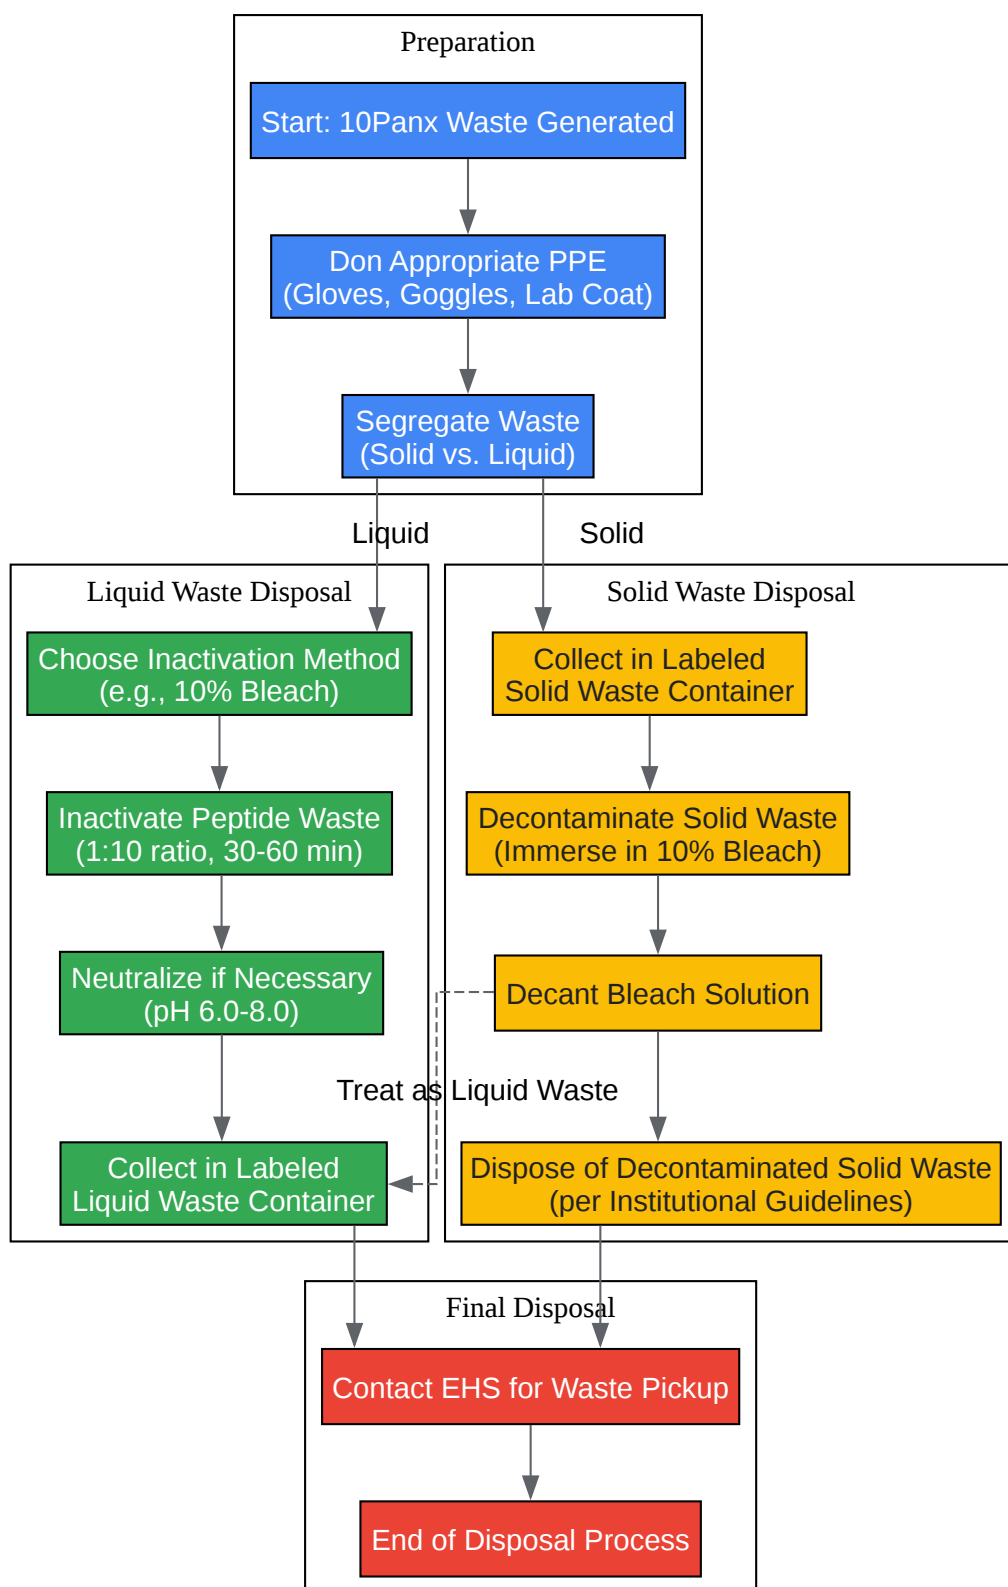 Preparation
Start: 10Panx Waste Generated
Don Appropriate PPE
(Gloves, Goggles, Lab Coat)
Segregate Waste
(Solid vs. Liquid)
Liquid
Solid
Liquid Waste Disposal
Choose Inactivation Method
(e.g., 10% Bleach)
Inactivate Peptide Waste
(1:10 ratio, 30-60 min)
Neutralize if Necessary
(pH 6.0-8.0)
Collect in Labeled
Liquid Waste Container
Solid Waste Disposal
Collect in Labeled
Solid Waste Container
Decontaminate Solid Waste
(Immerse in 10% Bleach)
Decant Bleach Solution
Treat as Liquid Waste
Dispose of Decontaminated Solid Waste
(per Institutional Guidelines)
Final Disposal
Contact EHS for Waste Pickup
End of Disposal Process